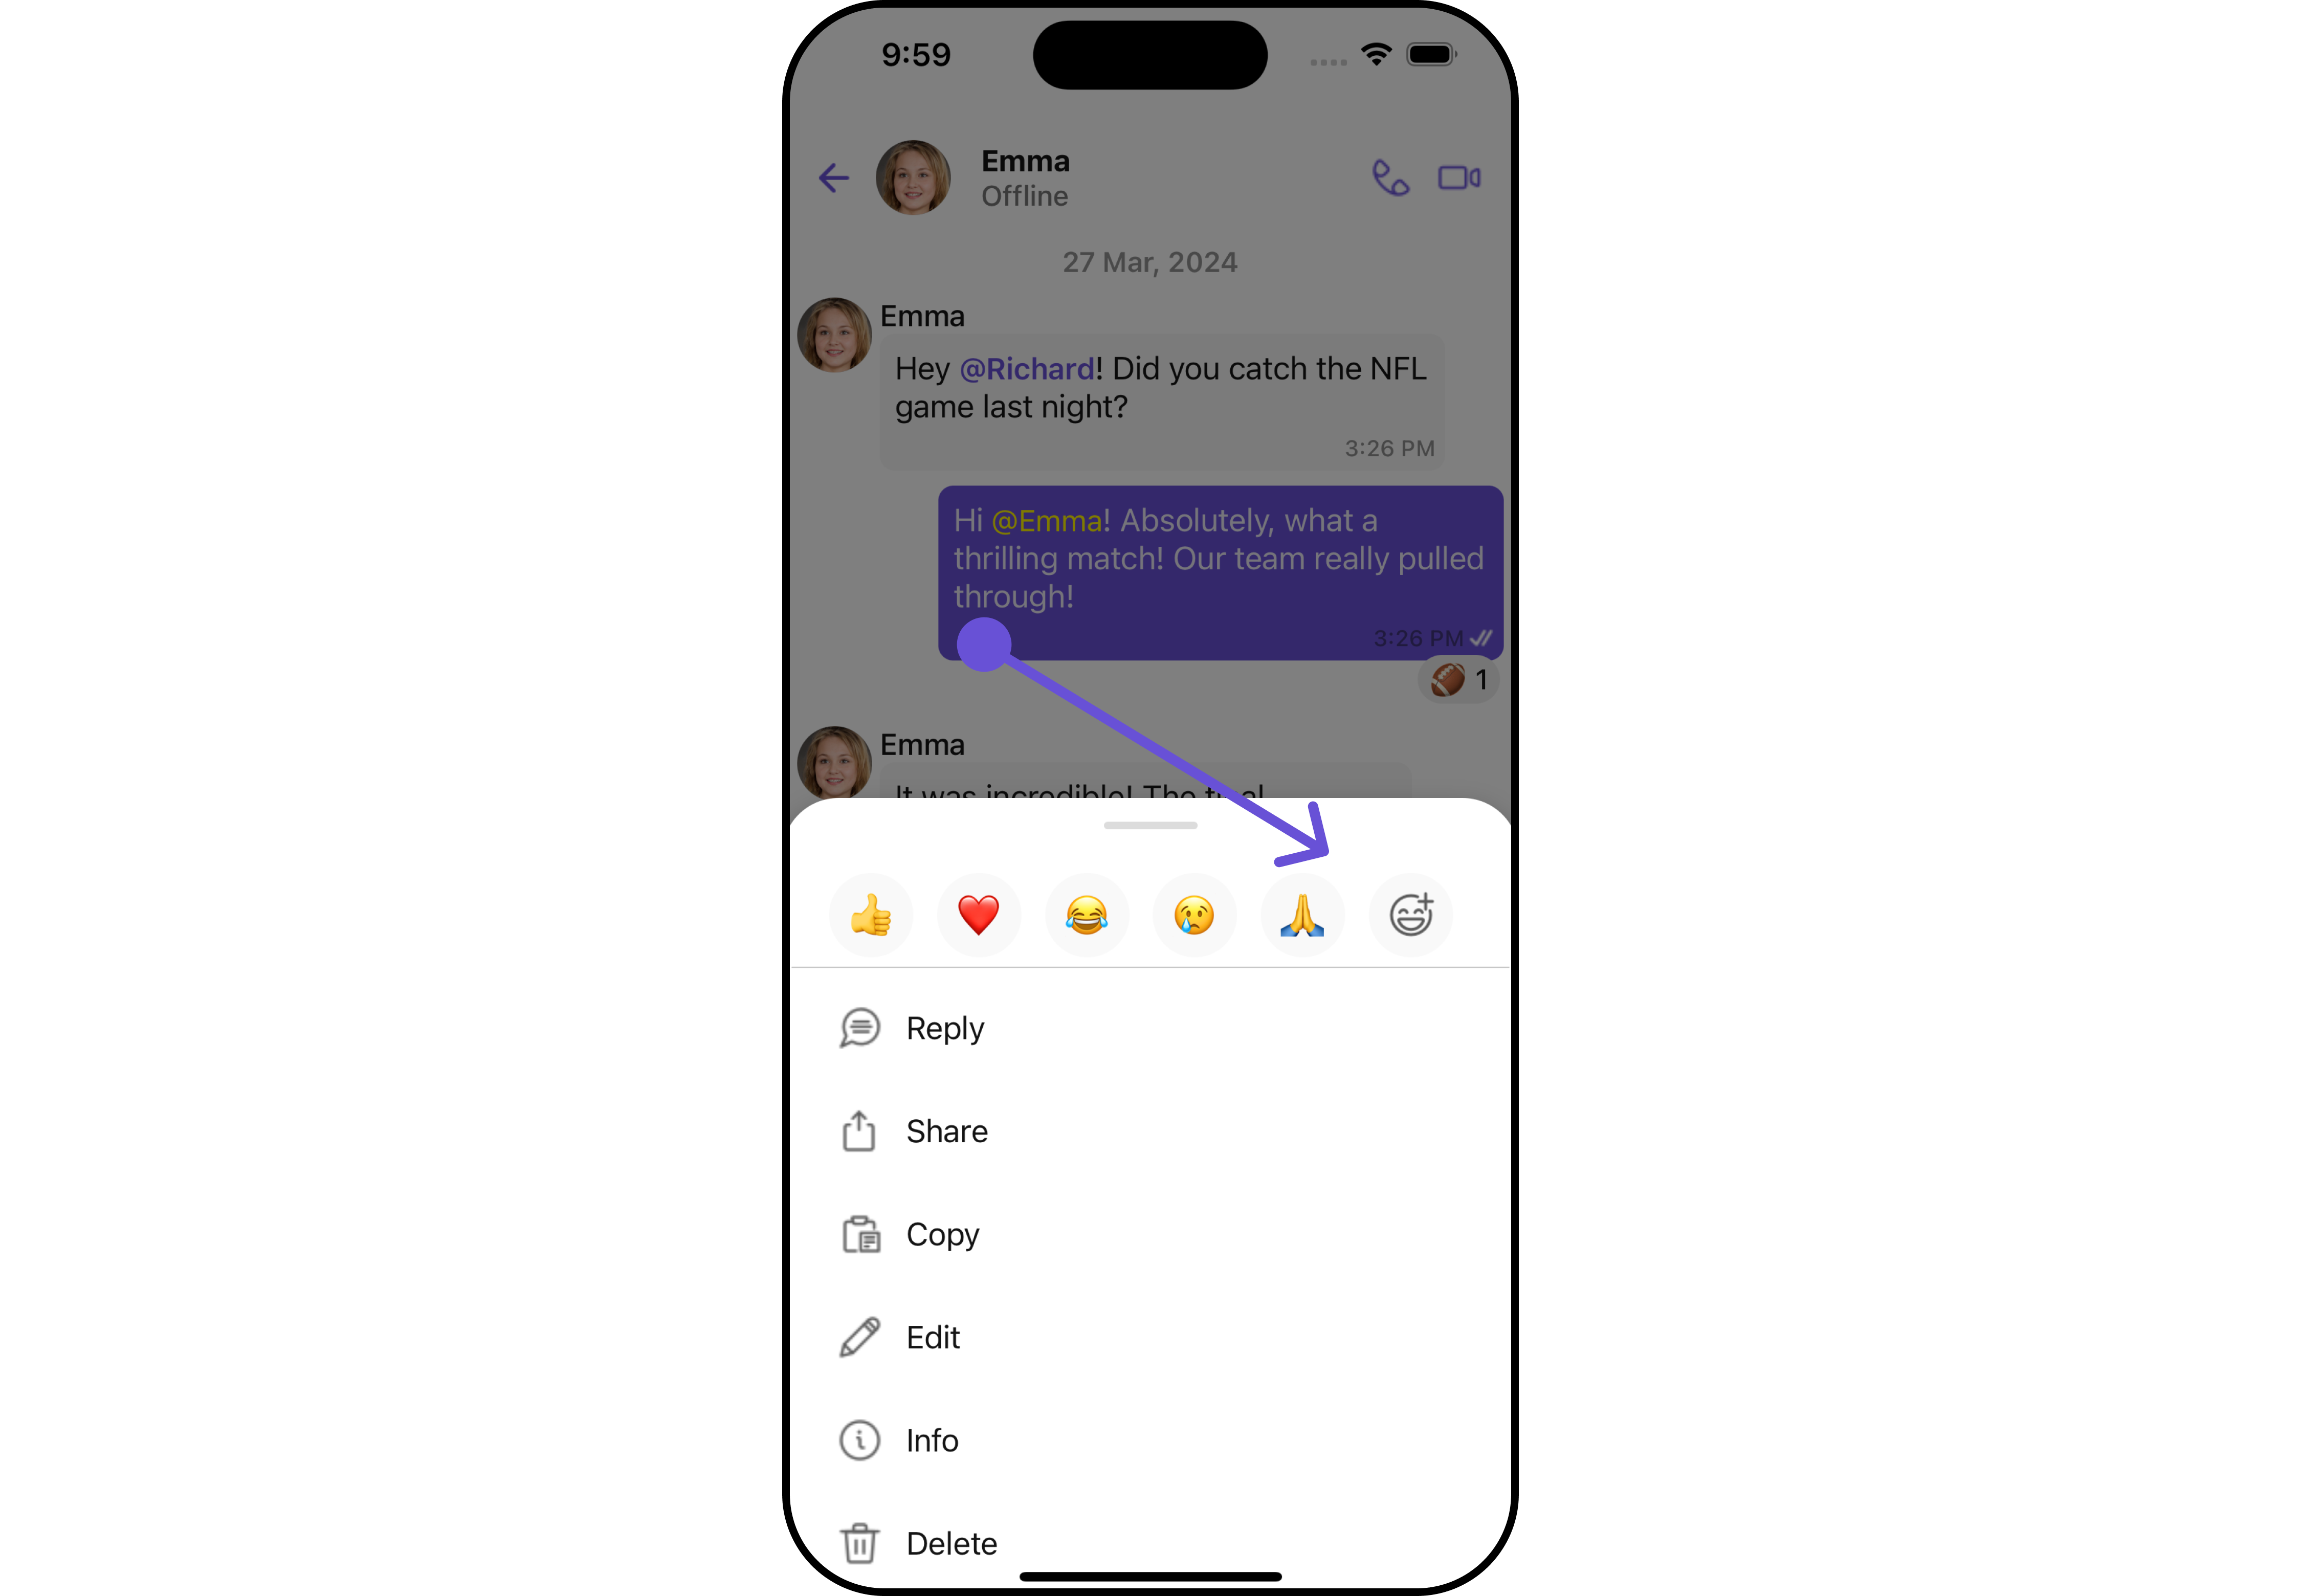 9:59
Emma
Offline
27 Mar, 2024
Emma
Hey @Richard! Did you catch the NFL
game last night?
3:26 PM
Hi @Emma! Absolutely, what a
thrilling match! Our team really pulled
through!
3:26 PM
1
Emma
It was incredible! The final
Reply
Share
Copy
Edit
Info
Delete